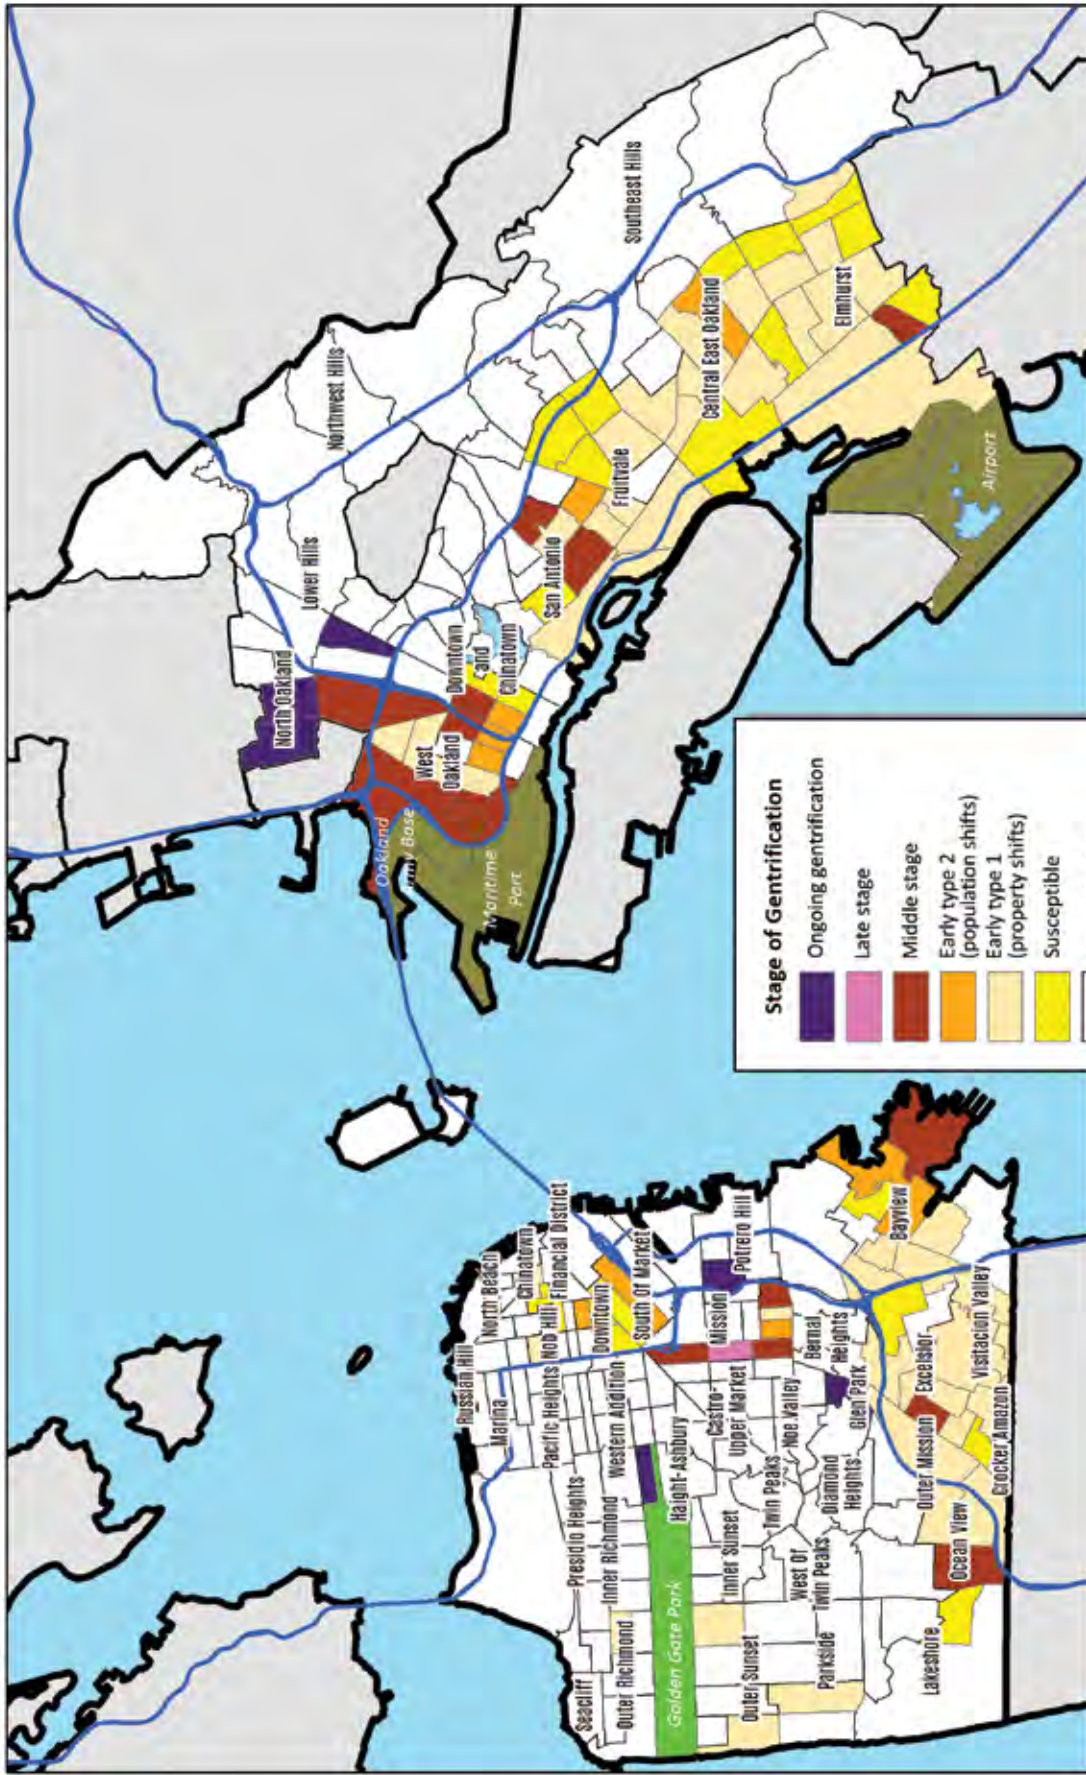 Seacliff
Outer Richmond
Golden Gate Park
Outer Sunset
Parkside
Lakeshore
Presidio Heights
Inner Richmond
Inner Sunset
West Of
Twin Peaks
Ocean View
Marina
Pacific Heights
Western Addition
Haight-Ashbury
Castro-
Upper Market
Twin Peaks
Noe Valley
Diamond
Heights
Glen Park
Outer Mission
Crocker Amazon
Russian Hill
North Beach
Chinatown
Nob Hill
Financial District
Downtown
South Of Market
Mission
Potrero Hill
Bernal
Heights
Excelsior
Visitacion Valley
Bayview
Oakland
Army Base
Maritime
Port
West
Oakland
North Oakland
Downtown
and
Chinatown
Lower Hills
Northwest Hills
San Antonio
Fruitvale
Central East Oakland
Southeast Hills
Elmhurst
Airport
Stage of Gentrification
Ongoing gentrification
Late stage
Middle stage
Early type 2
(population shifts)
Early type 1
(property shifts)
Susceptible